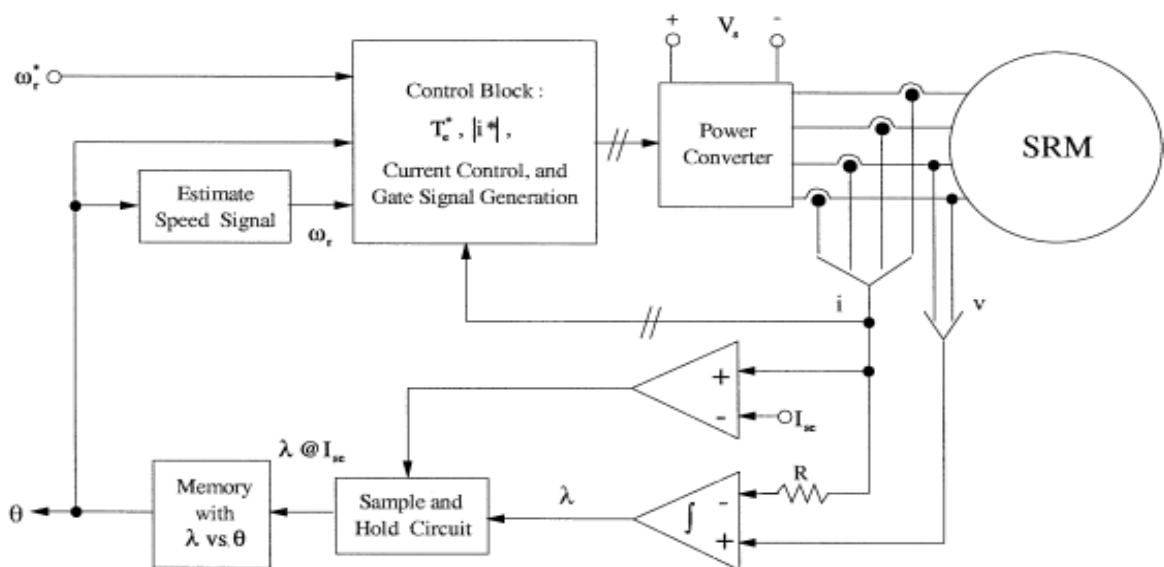 + V_s -
ω_r^*
Control Block :
T_e^* , |i*| ,
Current Control, and
Gate Signal Generation
//
Power
Converter
SRM
Estimate
Speed Signal
ω_r
i
v
//
+
-
I_sc
λ @ I_sc
R
θ
Memory
with
λ vs. θ
Sample and
Hold Circuit
λ
∫
-
+